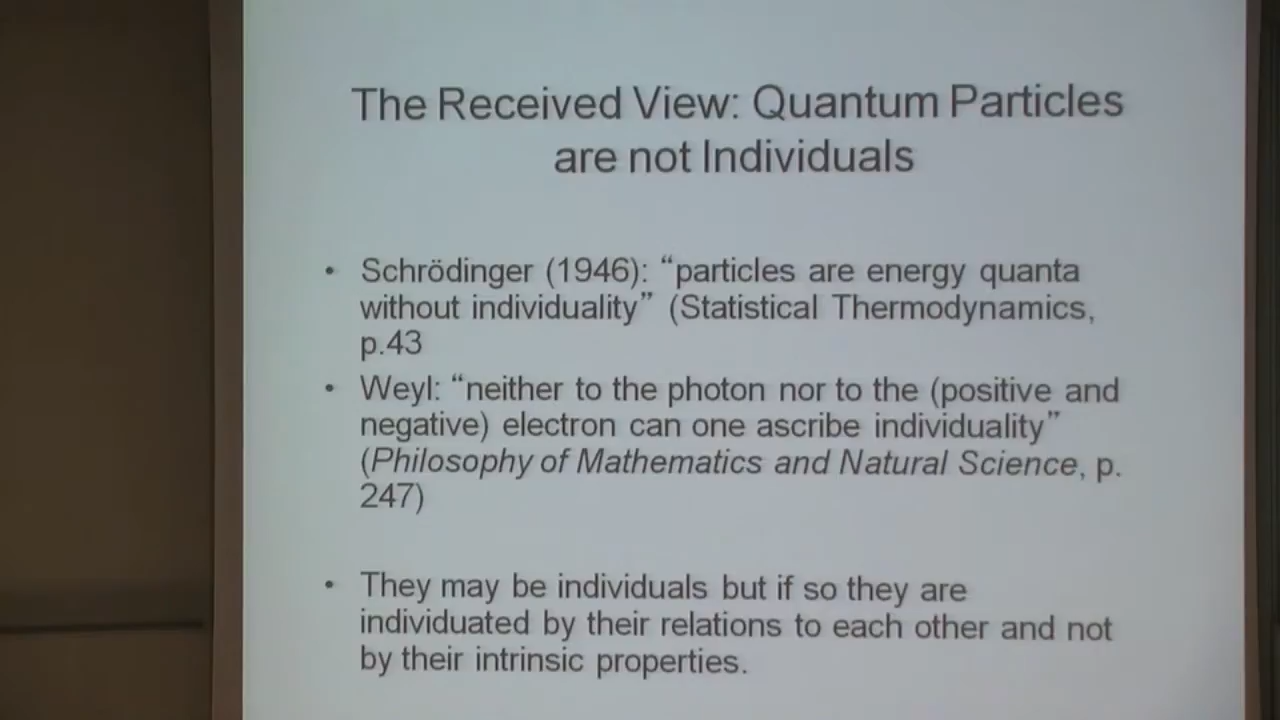 The Received View: Quantum Particles
are not Individuals
• Schrödinger (1946): “particles are energy quanta
without individuality” (Statistical Thermodynamics,
p.43
• Weyl: “neither to the photon nor to the (positive and
negative) electron can one ascribe individuality”
(Philosophy of Mathematics and Natural Science, p.
247)
• They may be individuals but if so they are
individuated by their relations to each other and not
by their intrinsic properties.